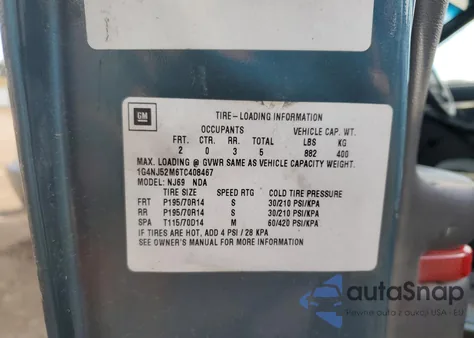 GM
TIRE-LOADING INFORMATION
OCCUPANTS VEHICLE CAP. WT.
FRT. CTR. RR. TOTAL LBS KG
2 0 3 5 882 400
MAX. LOADING @ GVWR SAME AS VEHICLE CAPACITY WEIGHT.
1G4NJ52M6TC408467
MODEL: NJ69 NDA
TIRE SIZE SPEED RTG COLD TIRE PRESSURE
FRT P195/70R14 S 30/210 PSI/KPA
RR P195/70R14 S 30/210 PSI/KPA
SPA T115/70D14 M 60/420 PSI/KPA
IF TIRES ARE HOT, ADD 4 PSI / 28 KPA
SEE OWNER'S MANUAL FOR MORE INFORMATION
autoSnap